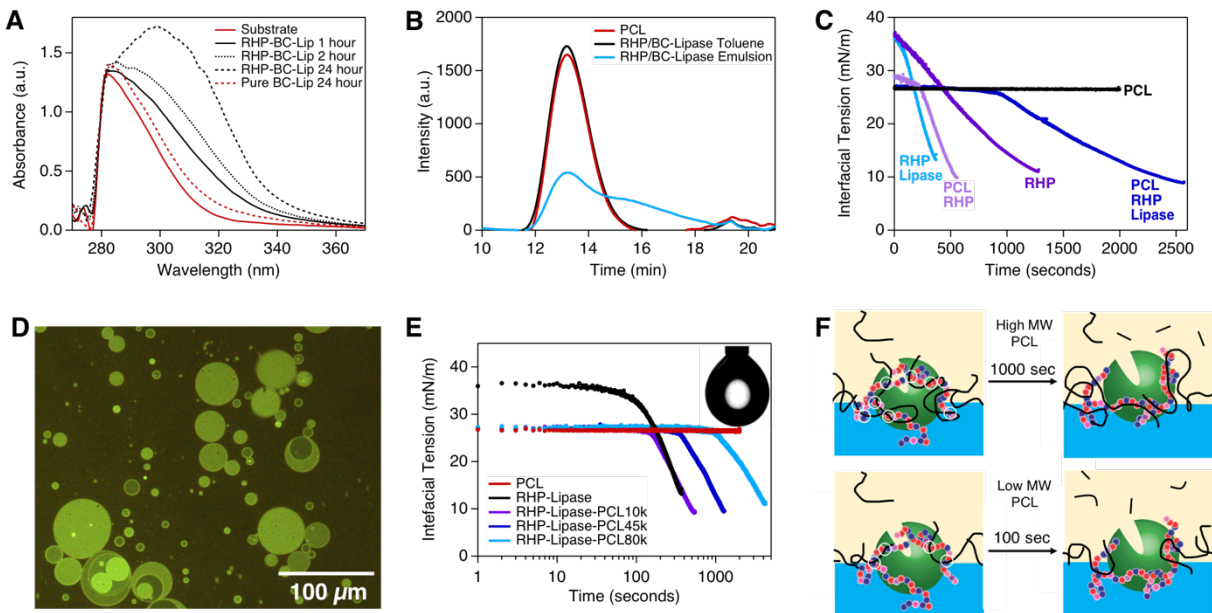 A
Substrate
RHP-BC-Lip 1 hour
RHP-BC-Lip 2 hour
RHP-BC-Lip 24 hour
Pure BC-Lip 24 hour
Absorbance (a.u.)
1.5
1.0
0.5
0.0
280
300
320
340
360
Wavelength (nm)
B
PCL
RHP/BC-Lipase Toluene
RHP/BC-Lipase Emulsion
Intensity (a.u.)
2000
1500
1000
500
0
10
12
14
16
18
20
Time (min)
C
Interfacial Tension (mN/m)
40
30
20
10
0
PCL
RHP
Lipase
PCL
RHP
RHP
PCL
RHP
Lipase
0
500
1000
1500
2000
2500
Time (seconds)
D
100 µm
E
Intefacial Tension (mN/m)
40
30
20
10
0
PCL
RHP-Lipase
RHP-Lipase-PCL10k
RHP-Lipase-PCL45k
RHP-Lipase-PCL80k
1
10
100
1000
Time (seconds)
F
High MW
PCL
1000 sec
Low MW
PCL
100 sec